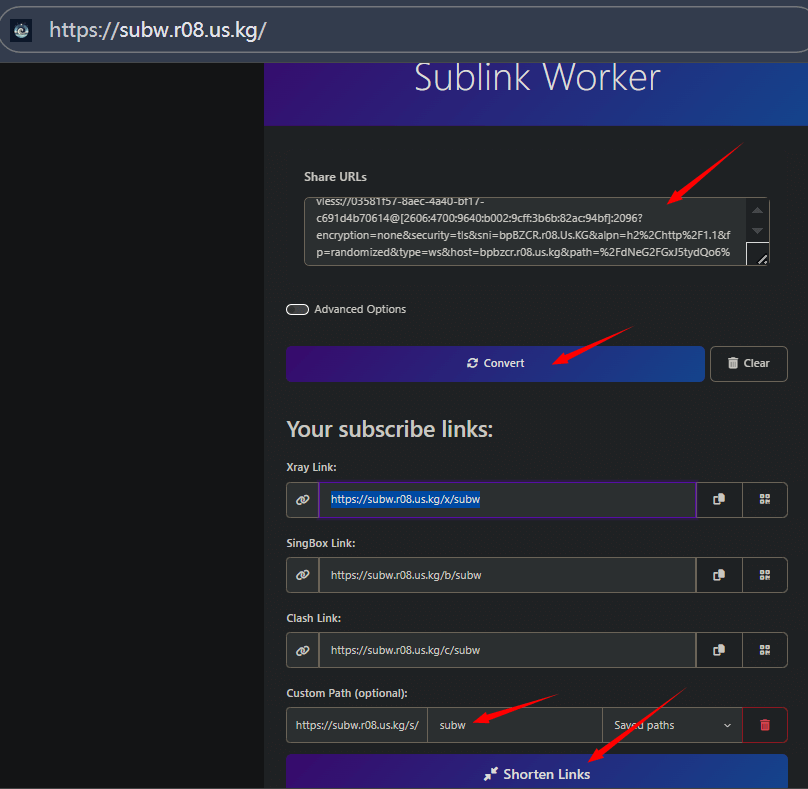 https://subw.r08.us.kg/
Sublink Worker
Share URLs
vless://03581f57-8aec-4a40-bf17-
c691d4b70614@[2606:4700:9640:b002:9cff:3b6b:82ac:94bf]:2096?
encryption=none&security=tls&sni=bpBZCR.r08.Us.KG&alpn=h2%2Chttp%2F1.1&f
p=randomized&type=ws&host=bpbzcr.r08.us.kg&path=%2FdNeG2FGxJ5tydQo6%
Advanced Options
Convert
Clear
Your subscribe links:
Xray Link:
https://subw.r08.us.kg/x/subw
SingBox Link:
https://subw.r08.us.kg/b/subw
Clash Link:
https://subw.r08.us.kg/c/subw
Custom Path (optional):
https://subw.r08.us.kg/s/ subw Saved paths
Shorten Links